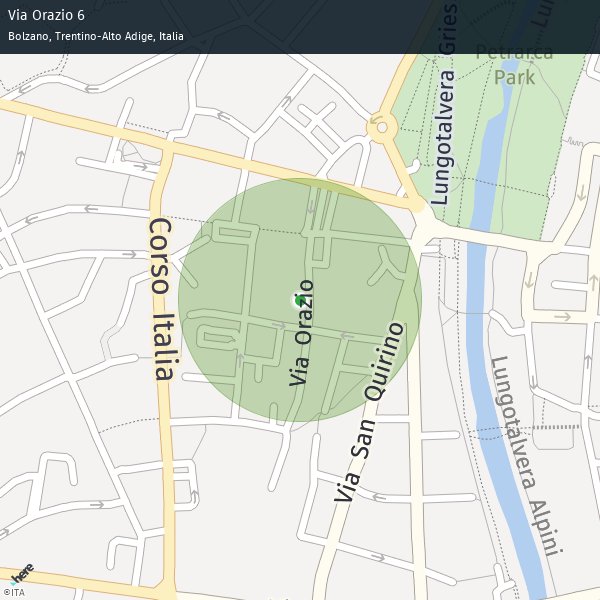 Via Orazio 6
Bolzano, Trentino-Alto Adige, Italia
Petrarca
Park
Lungotalvera Gries
Lu
Corso Italia
Via Orazio
Via San Quirino
Lungotalvera Alpini
here
©ITA